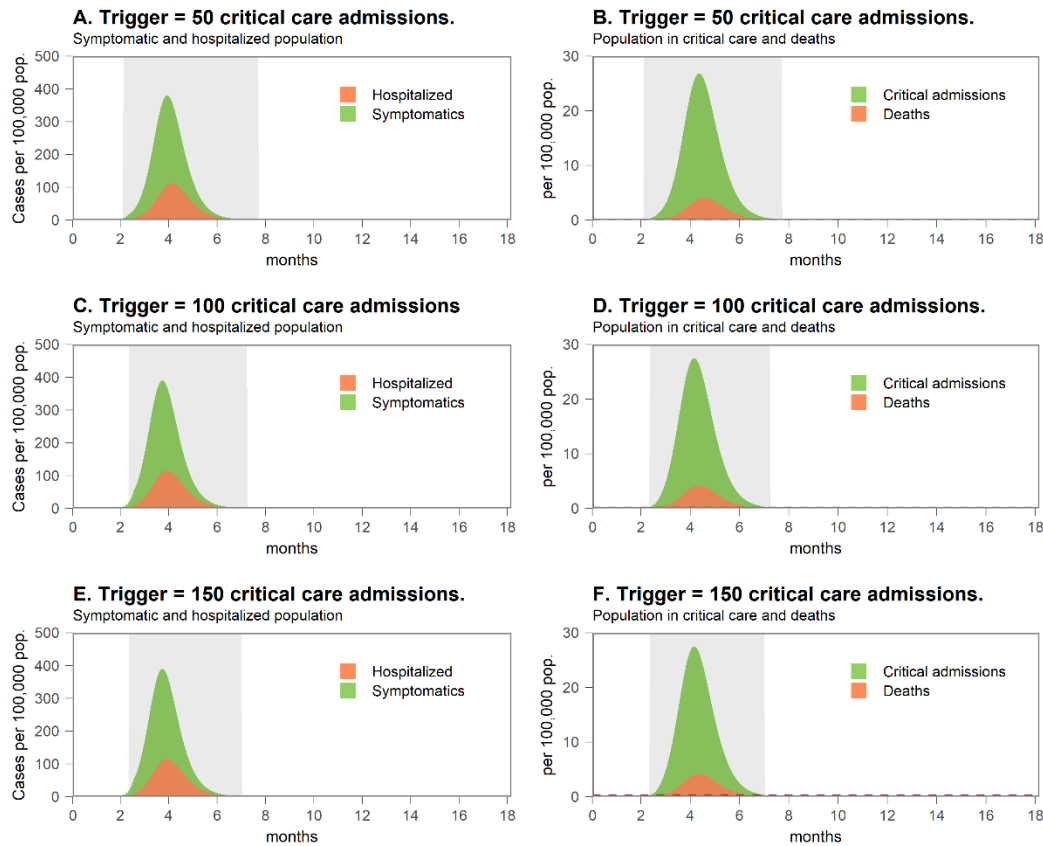 A. Trigger = 50 critical care admissions.
Symptomatic and hospitalized population
Cases per 100,000 pop.
500
400
300
200
100
0
Hospitalized
Symptomatics
0 2 4 6 8 10 12 14 16 18
months
B. Trigger = 50 critical care admissions.
Population in critical care and deaths
per 100,000 pop.
30
20
10
0
Critical admissions
Deaths
0 2 4 6 8 10 12 14 16 18
months
C. Trigger = 100 critical care admissions
Symptomatic and hospitalized population
Cases per 100,000 pop.
500
400
300
200
100
0
Hospitalized
Symptomatics
0 2 4 6 8 10 12 14 16 18
months
D. Trigger = 100 critical care admissions.
Population in critical care and deaths
per 100,000 pop.
30
20
10
0
Critical admissions
Deaths
0 2 4 6 8 10 12 14 16 18
months
E. Trigger = 150 critical care admissions.
Symptomatic and hospitalized population
Cases per 100,000 pop.
500
400
300
200
100
0
Hospitalized
Symptomatics
0 2 4 6 8 10 12 14 16 18
months
F. Trigger = 150 critical care admissions.
Population in critical care and deaths
per 100,000 pop.
30
20
10
0
Critical admissions
Deaths
0 2 4 6 8 10 12 14 16 18
months